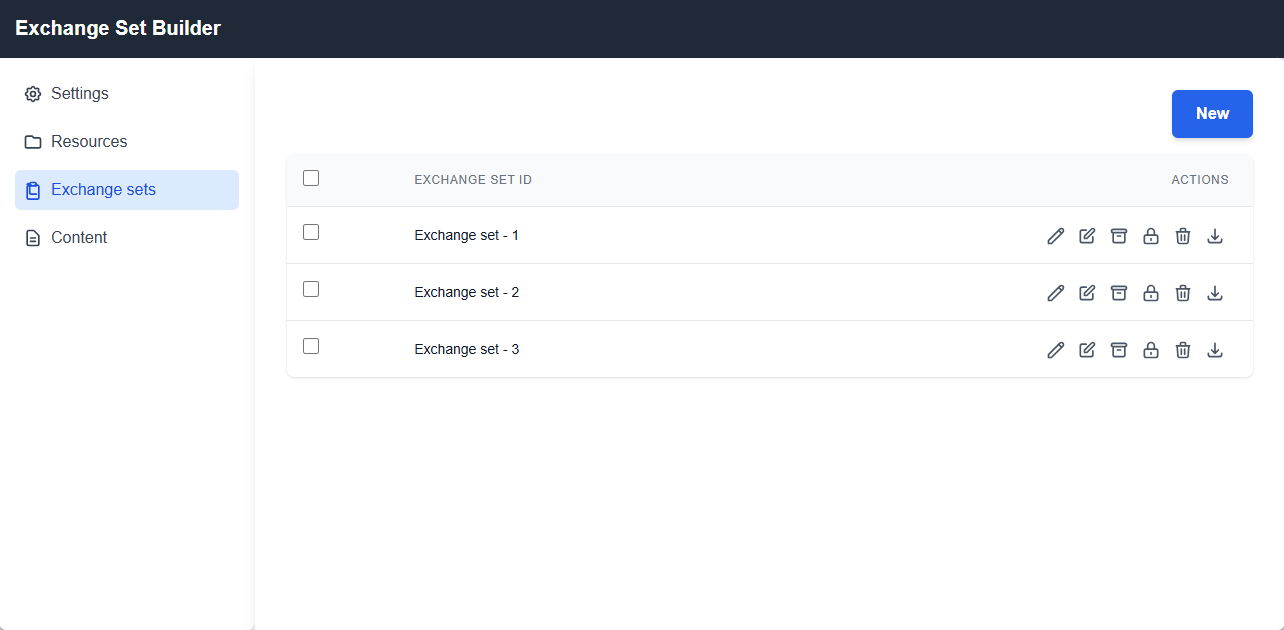 Exchange Set Builder
Settings
Resources
Exchange sets
Content
New
EXCHANGE SET ID ACTIONS
Exchange set - 1
Exchange set - 2
Exchange set - 3